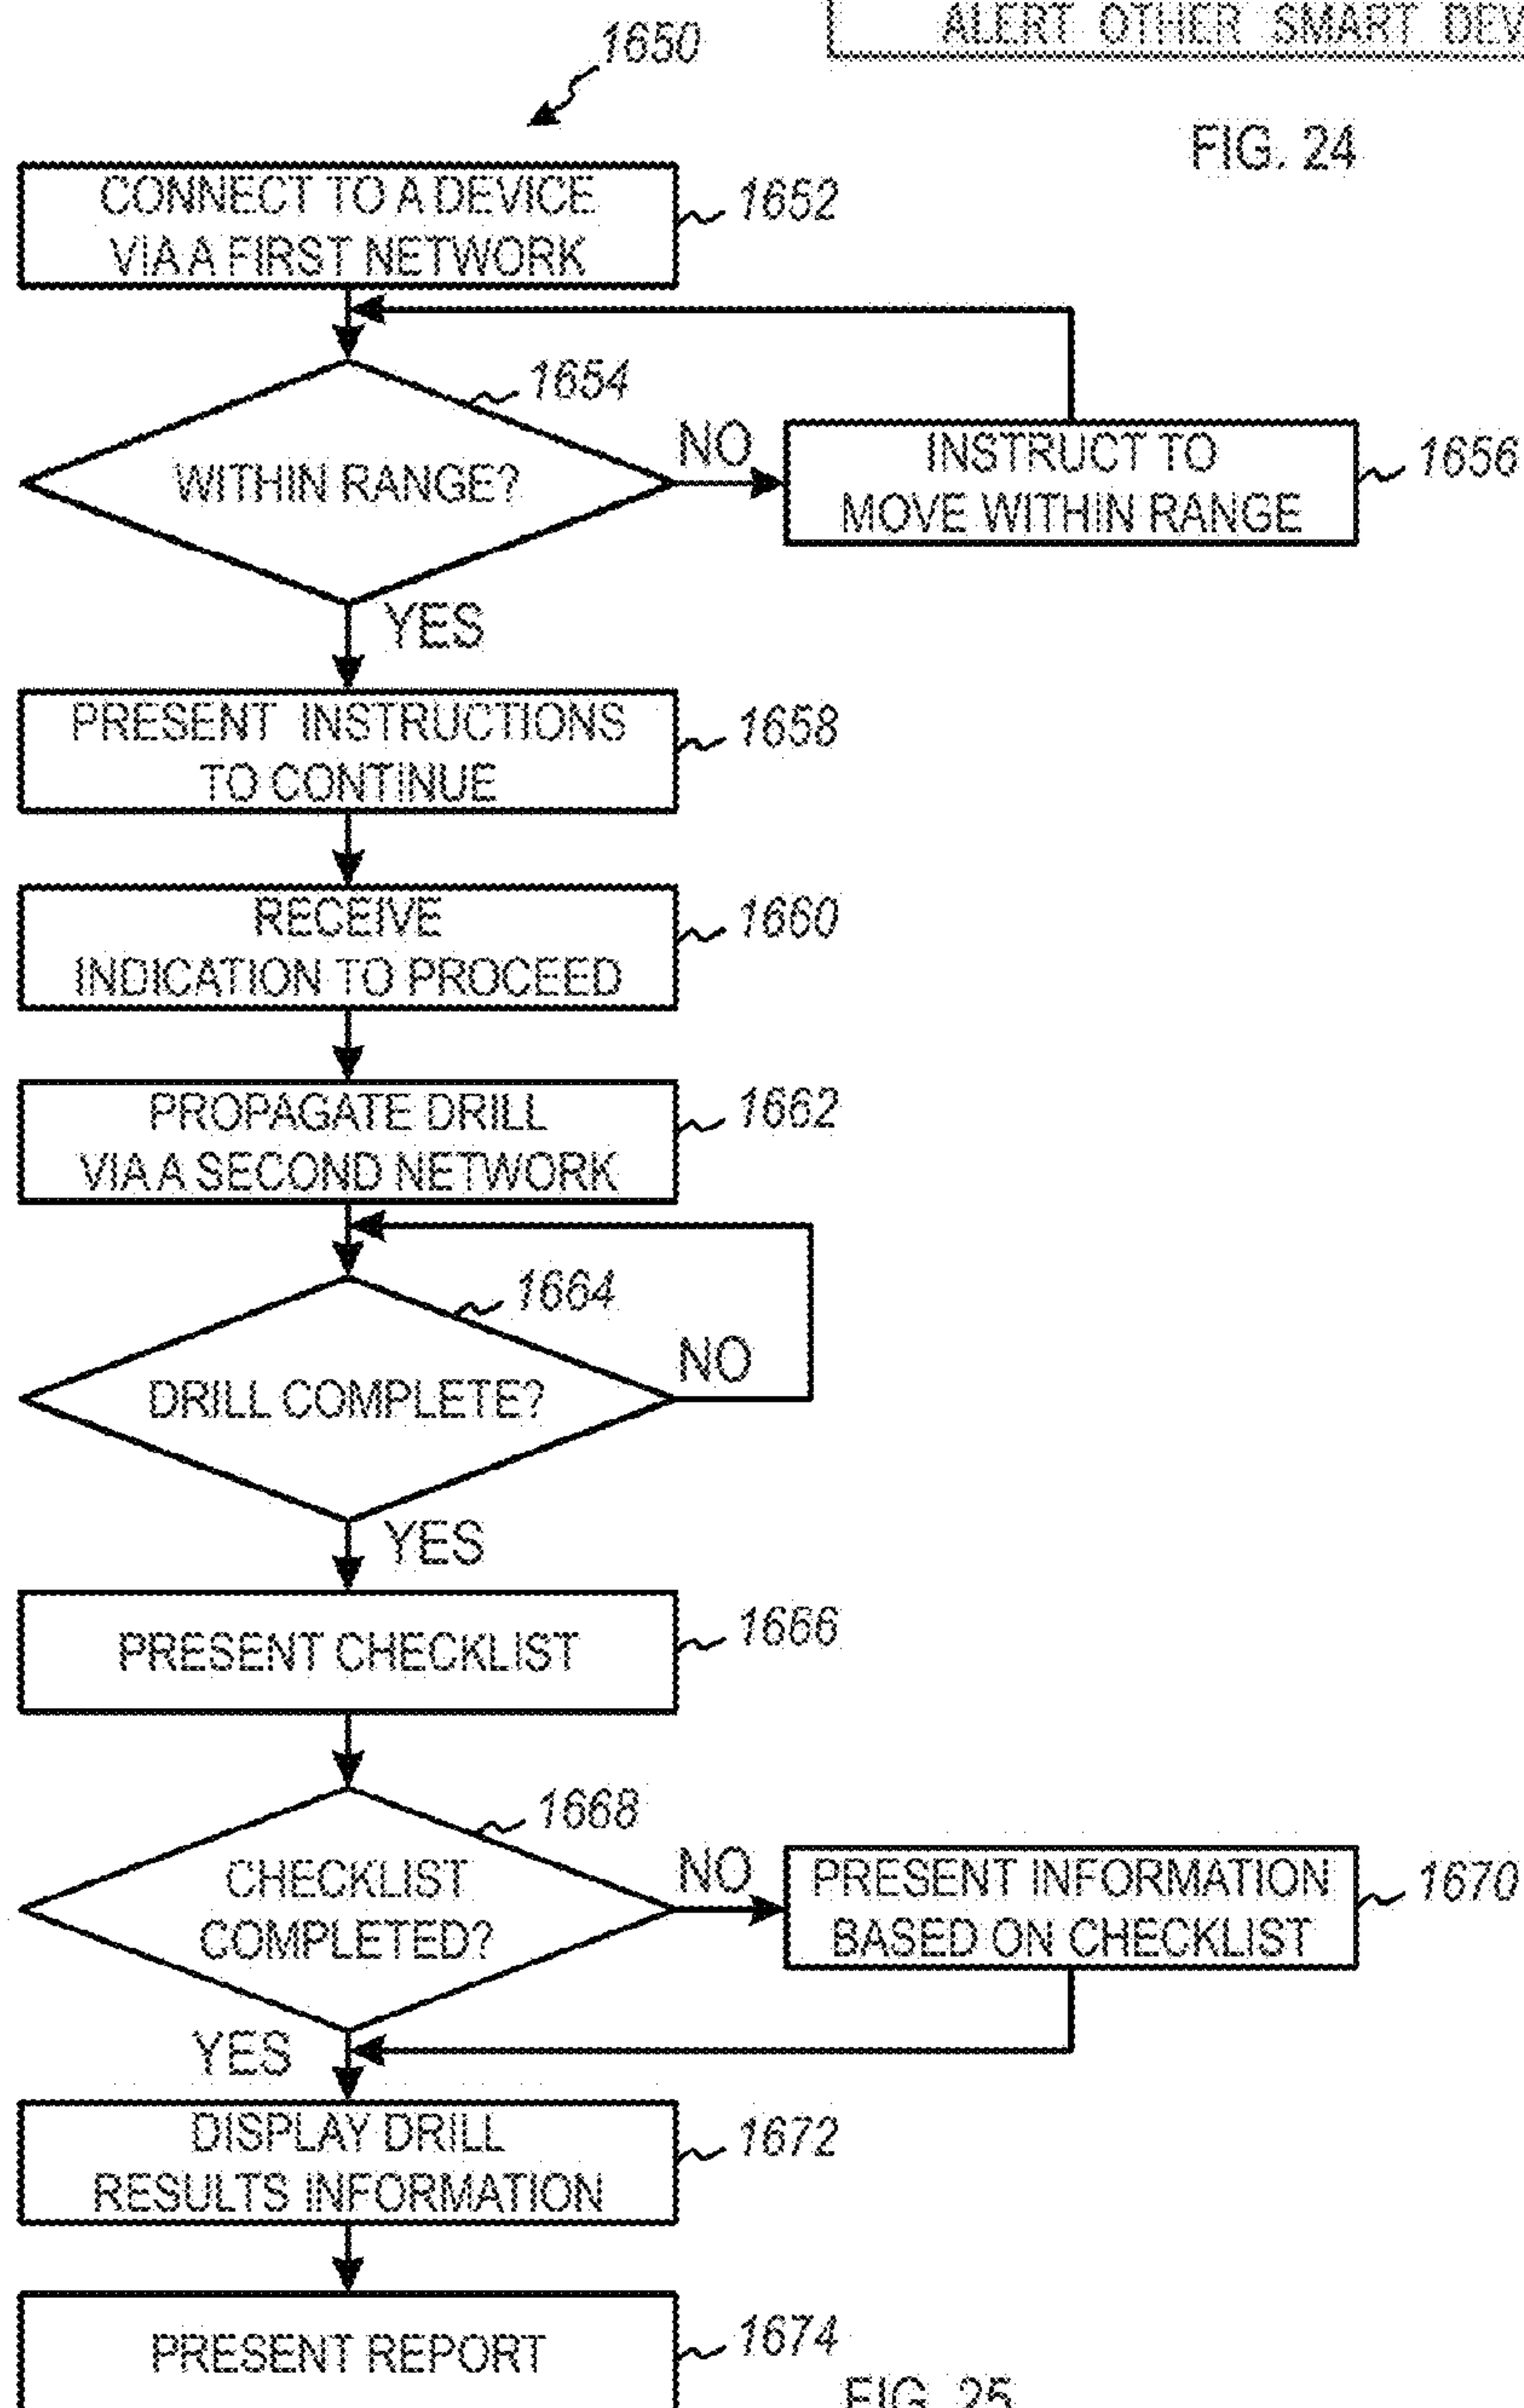 ALERT OTHER SMART
FIG. 24
1650
CONNECT TO A DEVICE
VIA A FIRST NETWORK
1652
WITHIN RANGE?
1654
NO
INSTRUCT TO
MOVE WITHIN RANGE
1656
YES
PRESENT INSTRUCTIONS
TO CONTINUE
1658
RECEIVE
INDICATION TO PROCEED
1660
PROPAGATE DRILL
VIA A SECOND NETWORK
1662
DRILL COMPLETE?
1664
NO
YES
PRESENT CHECKLIST
1666
CHECKLIST
COMPLETED?
1668
NO
PRESENT INFORMATION
BASED ON CHECKLIST
1670
YES
DISPLAY DRILL
RESULTS INFORMATION
1672
PRESENT REPORT
1674
FIG. 25